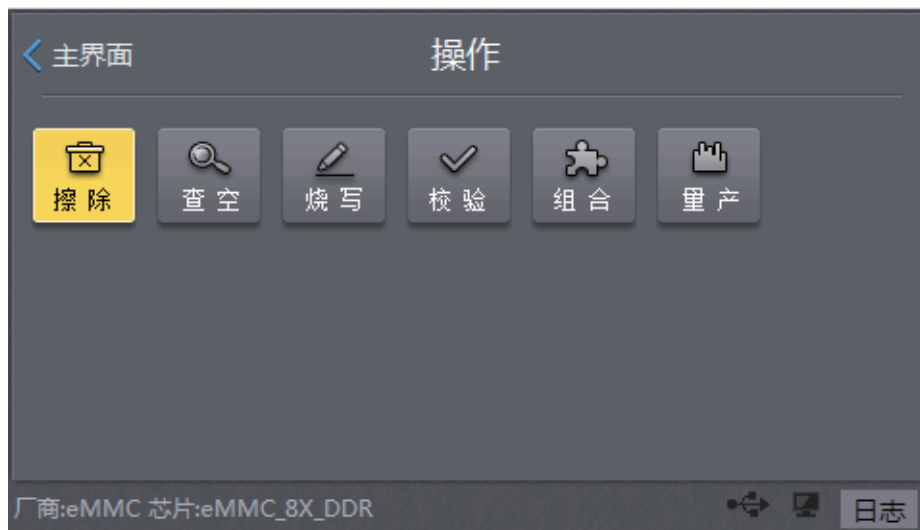 主界面
操作
擦除 查空 烧写 校验 组合 量产
厂商:eMMC 芯片:eMMC_8X_DDR
日志